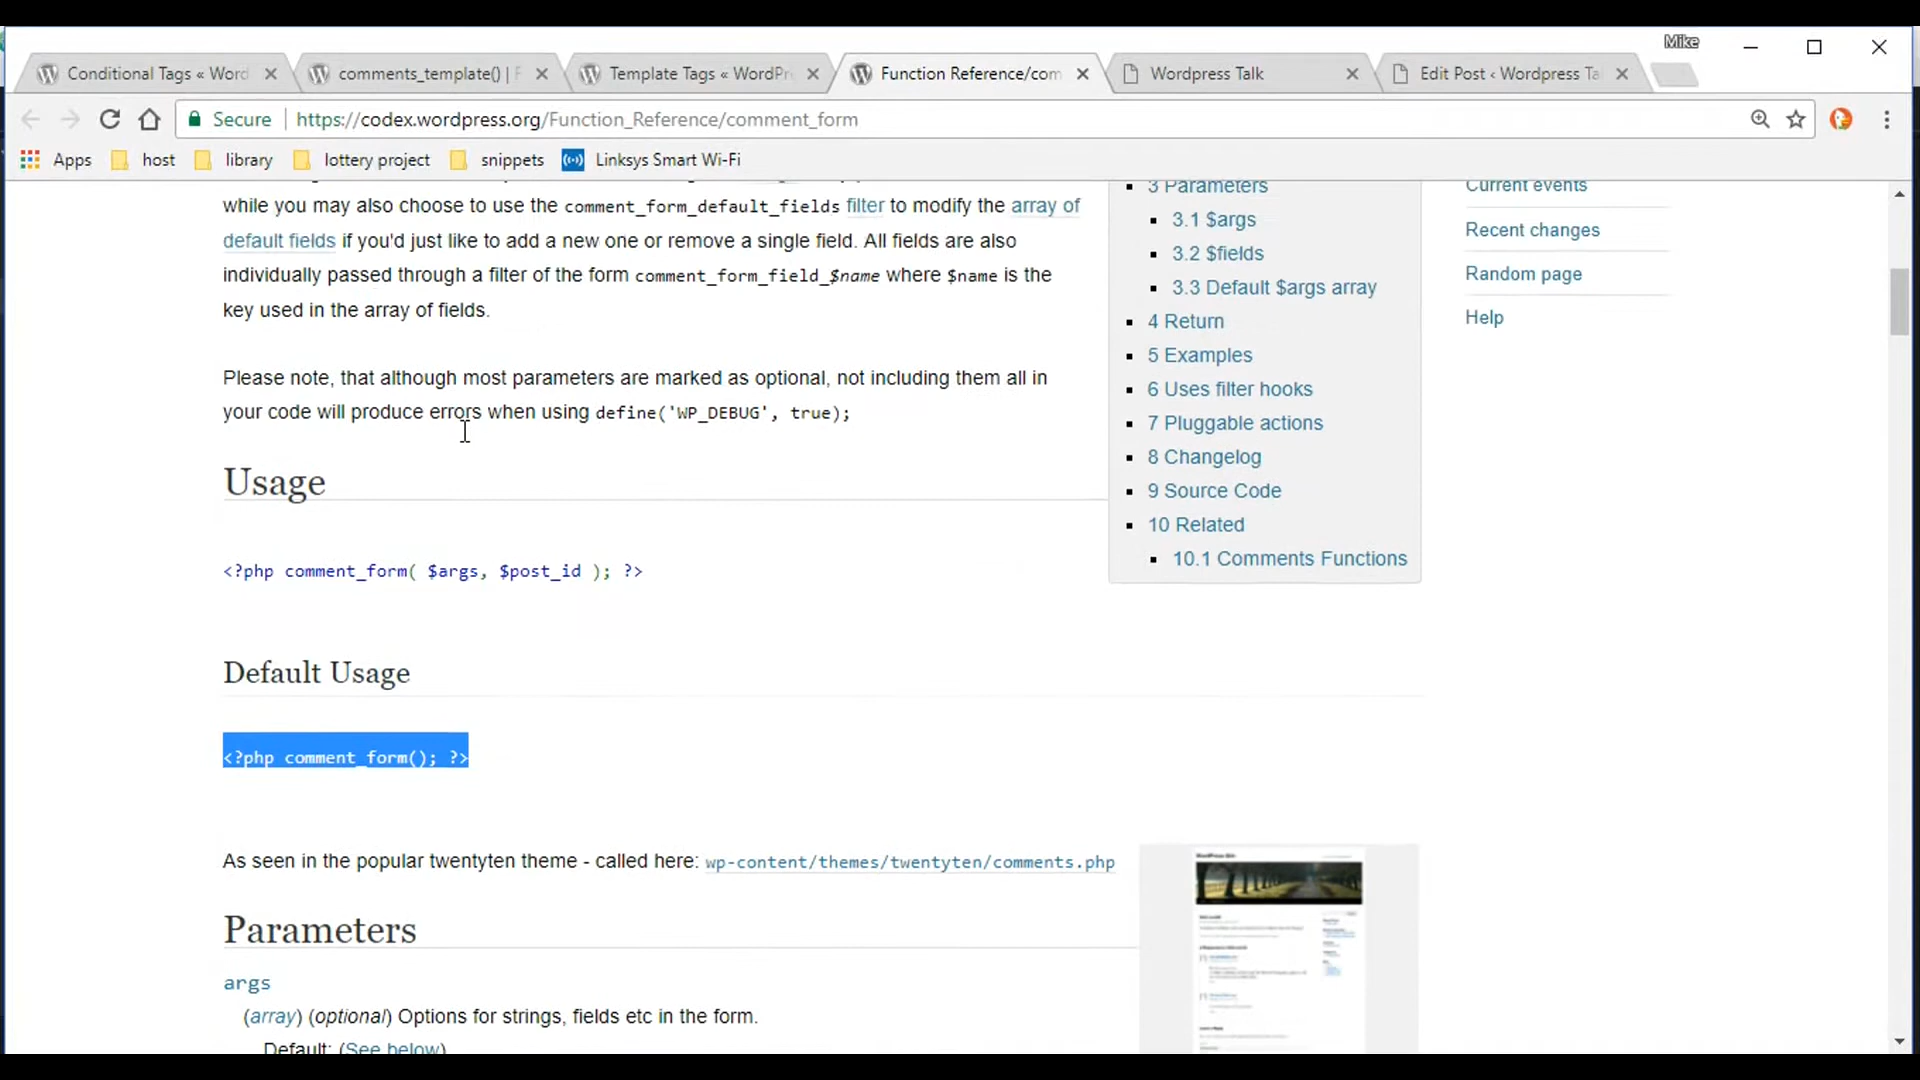 Mike
Conditional Tags « Word
comments_template() | F
Template Tags « WordPr
Function Reference/com
Wordpress Talk
Edit Post ‹ Wordpress Ta
Secure
https://codex.wordpress.org/Function_Reference/comment_form
Apps
host
library
lottery project
snippets
Linksys Smart Wi-Fi
while you may also choose to use the comment_form_default_fields filter to modify the array of
default fields if you'd just like to add a new one or remove a single field. All fields are also
individually passed through a filter of the form comment_form_field_$name where $name is the
key used in the array of fields.
Please note, that although most parameters are marked as optional, not including them all in
your code will produce errors when using define('WP_DEBUG', true);
Usage
<?php comment_form( $args, $post_id ); ?>
Default Usage
<?php comment_form(); ?>
As seen in the popular twentyten theme - called here: wp-content/themes/twentyten/comments.php
Parameters
args
(array) (optional) Options for strings, fields etc in the form.
Default: (See below)
3 Parameters
3.1 $args
3.2 $fields
3.3 Default $args array
4 Return
5 Examples
6 Uses filter hooks
7 Pluggable actions
8 Changelog
9 Source Code
10 Related
10.1 Comments Functions
Current events
Recent changes
Random page
Help